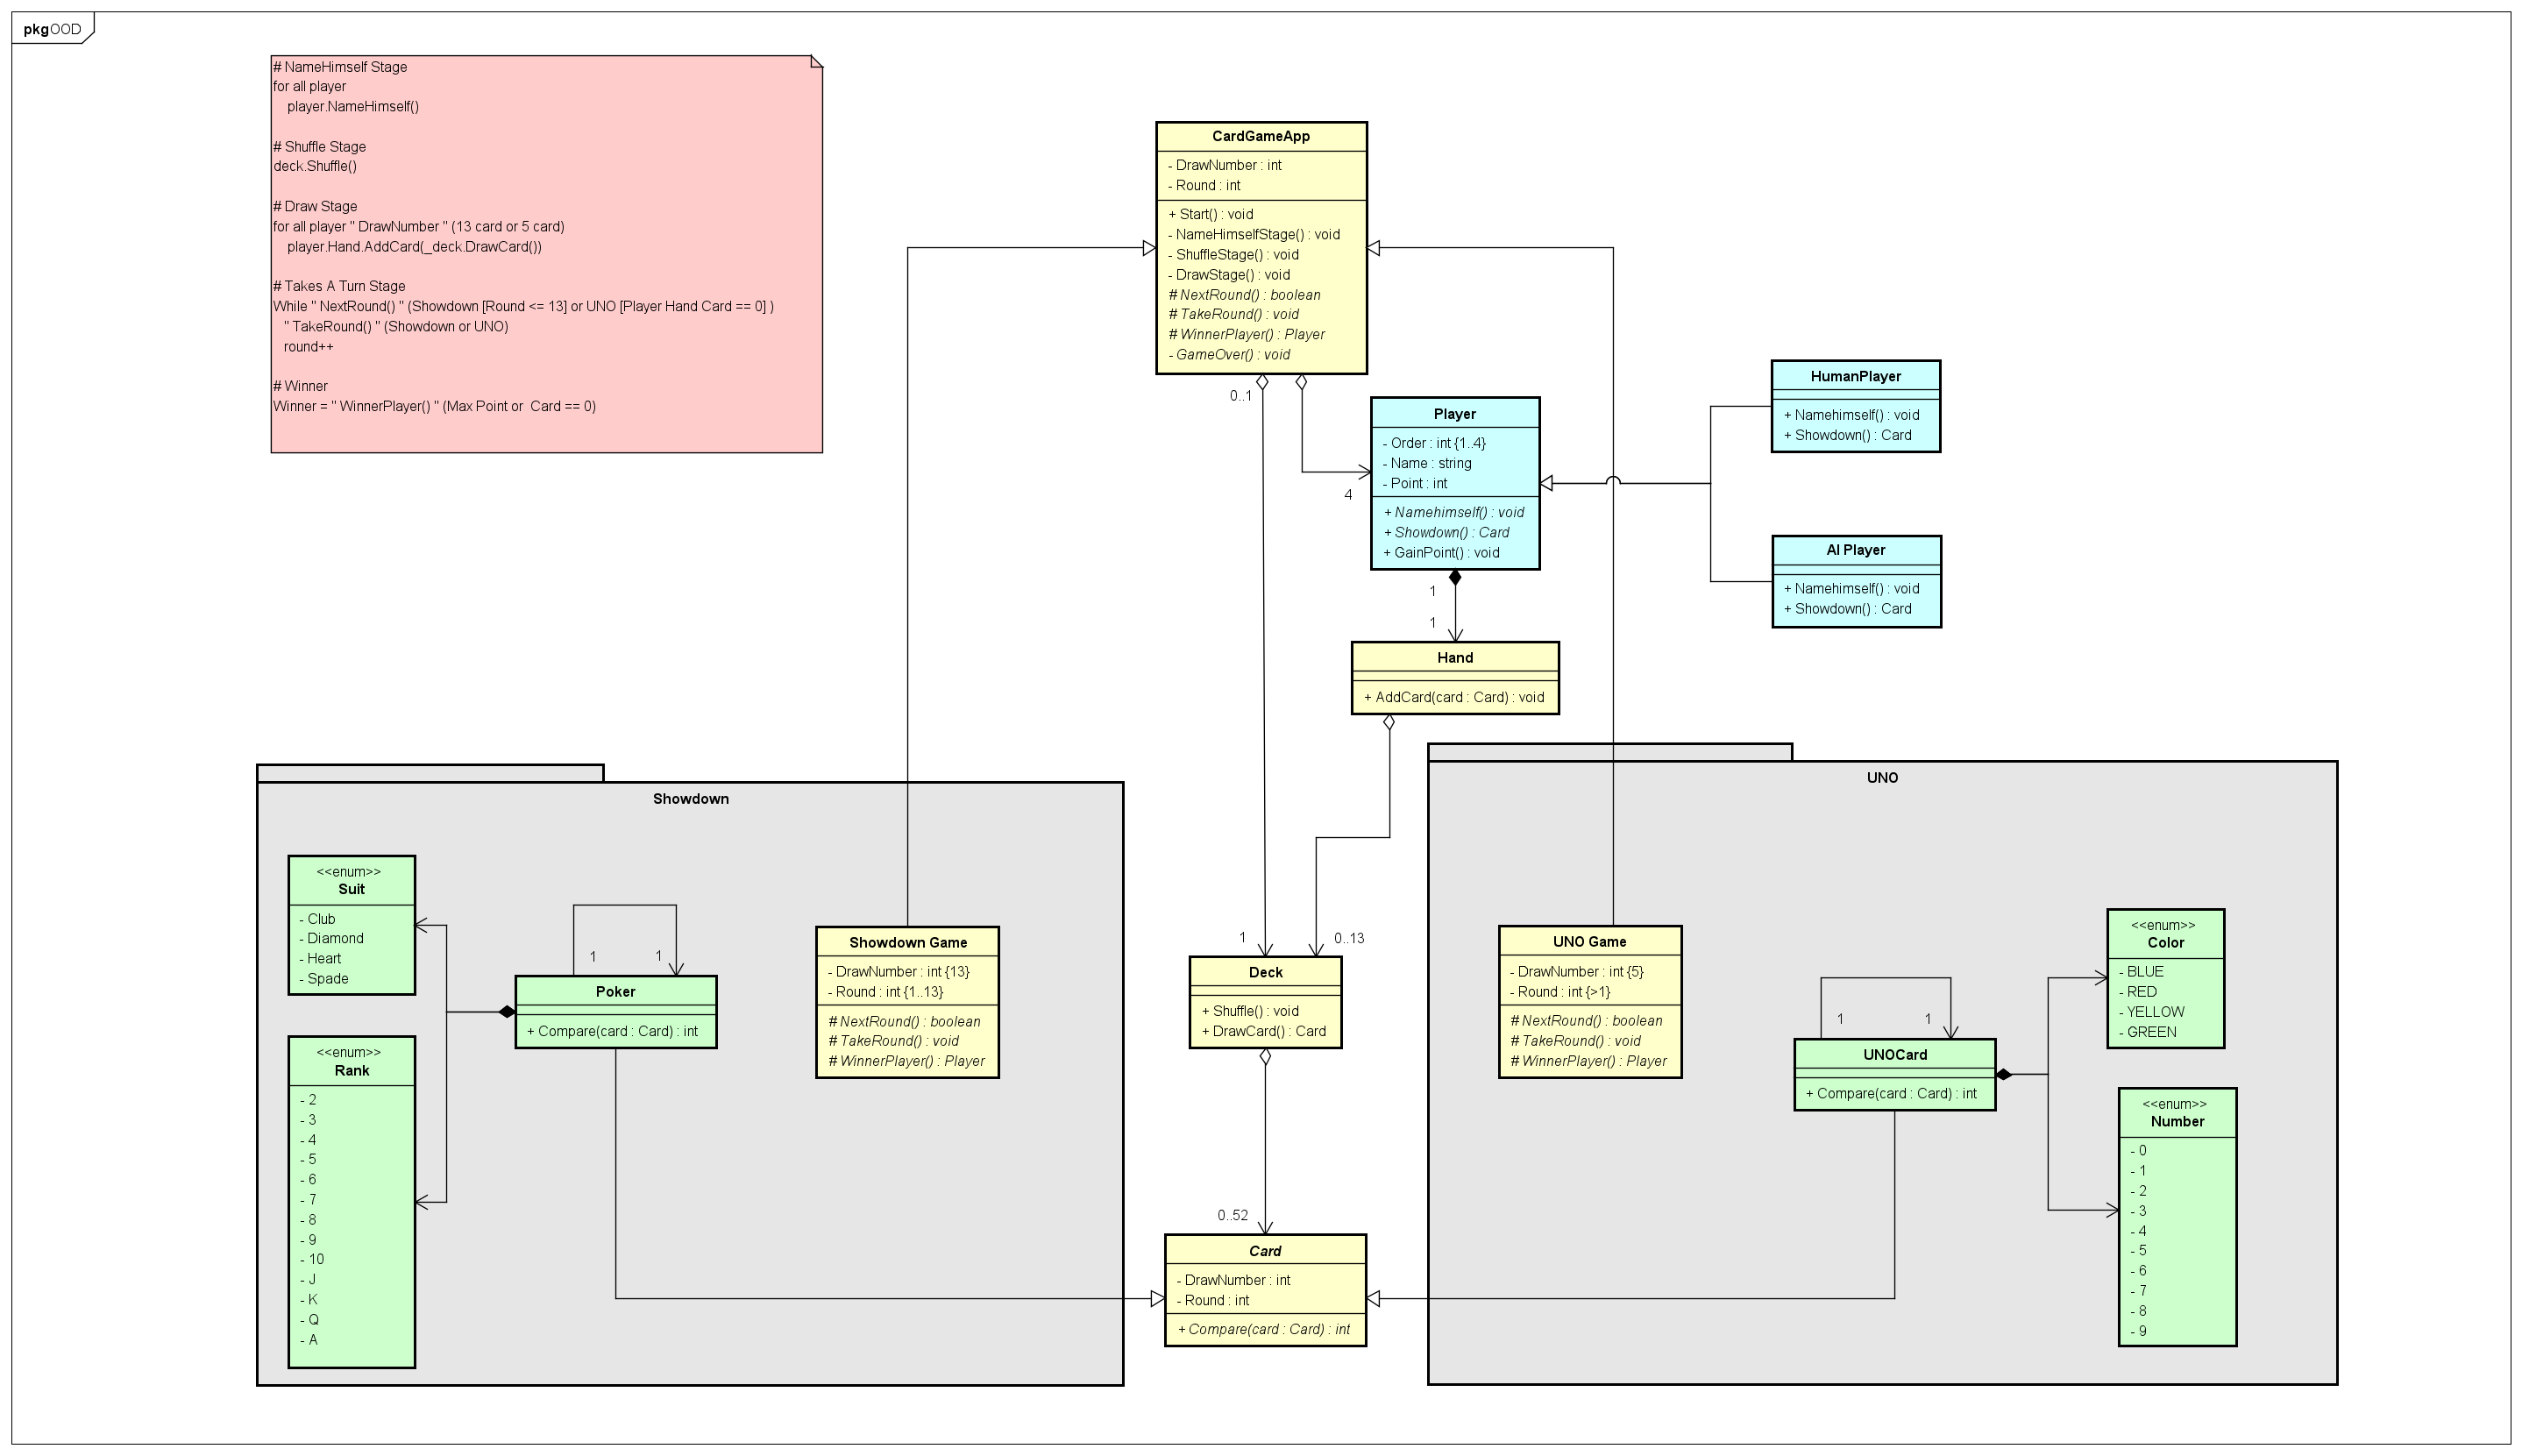 pkg OOD
# NameHimself Stage
for all player
player.NameHimself()
# Shuffle Stage
deck.Shuffle()
# Draw Stage
for all player " DrawNumber " (13 card or 5 card)
player.Hand.AddCard(_deck.DrawCard())
# Takes A Turn Stage
While " NextRound() " (Showdown [Round <= 13] or UNO [Player Hand Card == 0] )
" TakeRound() " (Showdown or UNO)
round++
# Winner
Winner = " WinnerPlayer() " (Max Point or  Card == 0)
CardGameApp
- DrawNumber : int
- Round : int
+ Start() : void
- NameHimselfStage() : void
- ShuffleStage() : void
- DrawStage() : void
# NextRound() : boolean
# TakeRound() : void
# WinnerPlayer() : Player
- GameOver() : void
0..1
4
Player
- Order : int {1..4}
- Name : string
- Point : int
+ Namehimself() : void
+ Showdown() : Card
+ GainPoint() : void
HumanPlayer
+ Namehimself() : void
+ Showdown() : Card
AI Player
+ Namehimself() : void
+ Showdown() : Card
1
1
Hand
+ AddCard(card : Card) : void
Showdown
<<enum>>
Suit
- Club
- Diamond
- Heart
- Spade
<<enum>>
Rank
- 2
- 3
- 4
- 5
- 6
- 7
- 8
- 9
- 10
- J
- K
- Q
- A
1
1
Poker
+ Compare(card : Card) : int
Showdown Game
- DrawNumber : int {13}
- Round : int {1..13}
# NextRound() : boolean
# TakeRound() : void
# WinnerPlayer() : Player
1
0..13
Deck
+ Shuffle() : void
+ DrawCard() : Card
0..52
Card
- DrawNumber : int
- Round : int
+ Compare(card : Card) : int
UNO
UNO Game
- DrawNumber : int {5}
- Round : int {>1}
# NextRound() : boolean
# TakeRound() : void
# WinnerPlayer() : Player
1
1
UNOCard
+ Compare(card : Card) : int
<<enum>>
Color
- BLUE
- RED
- YELLOW
- GREEN
<<enum>>
Number
- 0
- 1
- 2
- 3
- 4
- 5
- 6
- 7
- 8
- 9